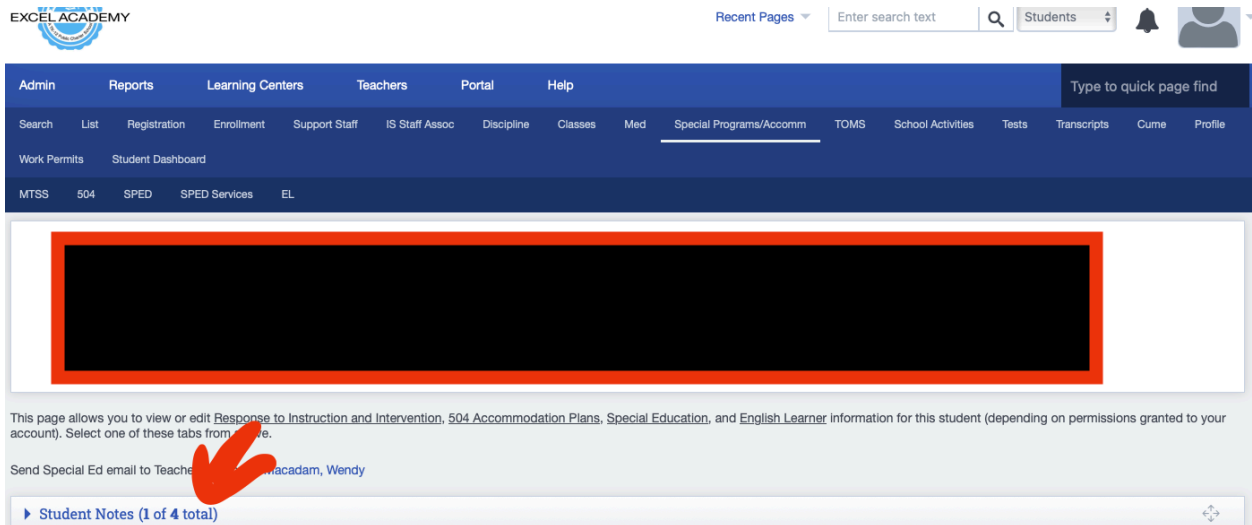 EXCEL ACADEMY
Recent Pages
Enter search text
Students
Admin Reports Learning Centers Teachers Portal Help Type to quick page find
Search List Registration Enrollment Support Staff IS Staff Assoc Discipline Classes Med Special Programs/Accomm TOMS School Activities Tests Transcripts Cume Profile
Work Permits Student Dashboard
MTSS 504 SPED SPED Services EL
This page allows you to view or edit Response to Instruction and Intervention, 504 Accommodation Plans, Special Education, and English Learner information for this student (depending on permissions granted to your
account). Select one of these tabs from
Send Special Ed email to Wendy
Student Notes (1 of 4 total)